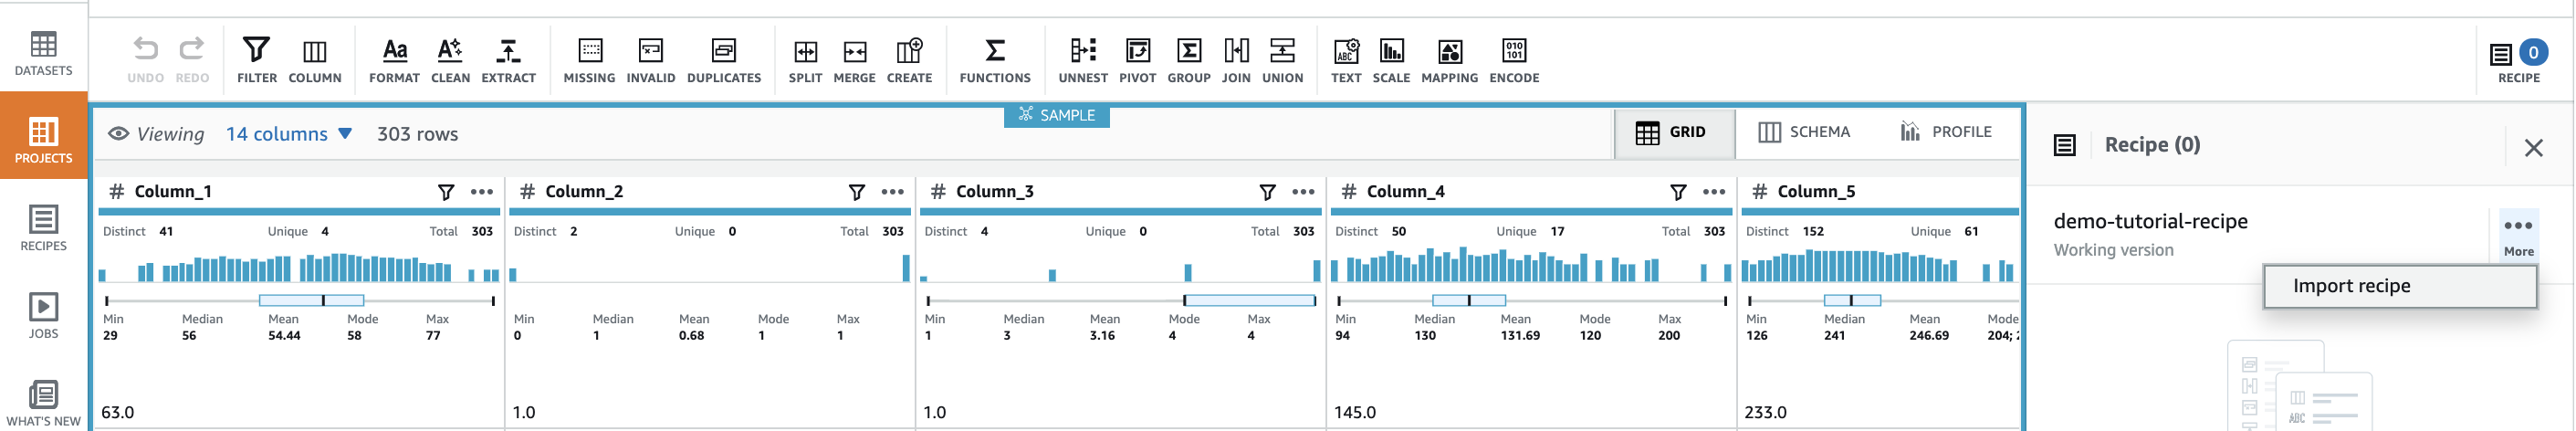 DATASETS
PROJECTS
RECIPES
JOBS
WHAT'S NEW
UNDO REDO FILTER COLUMN FORMAT CLEAN EXTRACT MISSING INVALID DUPLICATES SPLIT MERGE CREATE FUNCTIONS UNNEST PIVOT GROUP JOIN UNION TEXT SCALE MAPPING ENCODE
0
RECIPE
SAMPLE
Viewing 14 columns 303 rows
GRID SCHEMA PROFILE
# Column_1
Distinct 41 Unique 4 Total 303
Min Median Mean Mode Max
29 56 54.44 58 77
63.0
# Column_2
Distinct 2 Unique 0 Total 303
Min Median Mean Mode Max
0 1 0.68 1 1
1.0
# Column_3
Distinct 4 Unique 0 Total 303
Min Median Mean Mode Max
1 3 3.16 4 4
1.0
# Column_4
Distinct 50 Unique 17 Total 303
Min Median Mean Mode Max
94 130 131.69 120 200
145.0
# Column_5
Distinct 152 Unique 61
Min Median Mean Mode
126 241 246.69 204;
233.0
Recipe (0)
demo-tutorial-recipe
Working version
More
Import recipe